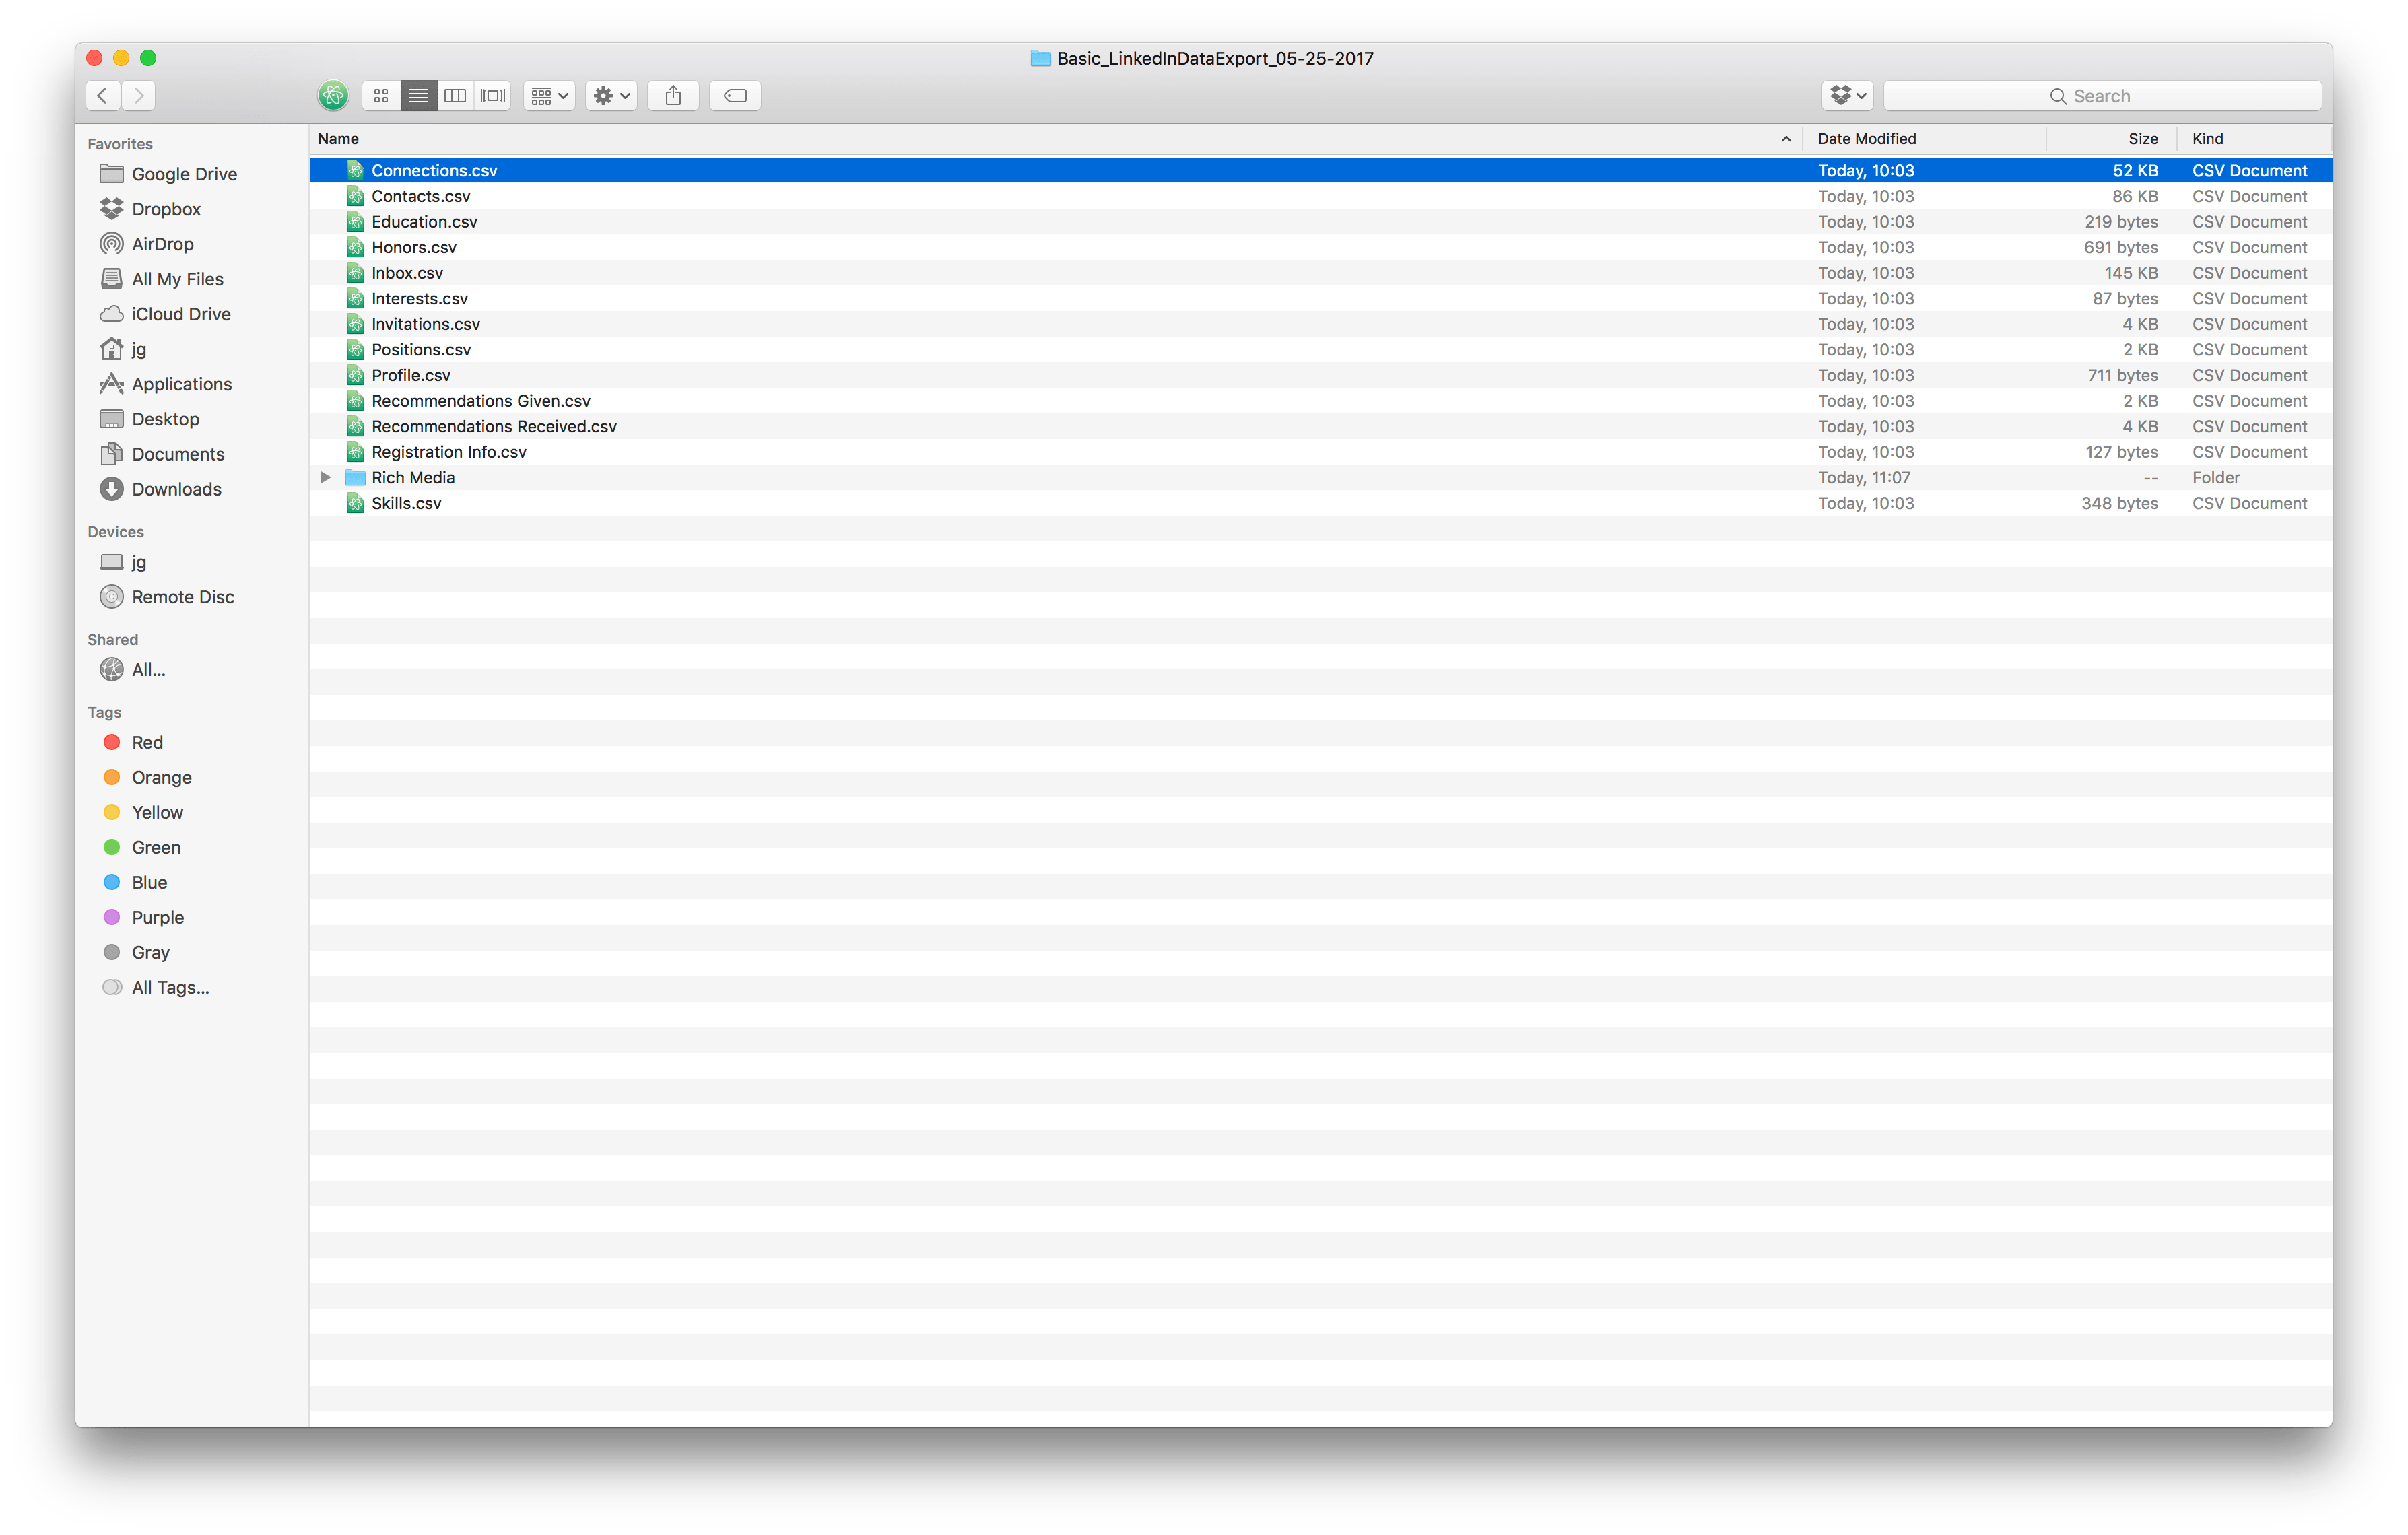 Basic_LinkedInDataExport_05-25-2017
Search
Favorites
Google Drive
Dropbox
AirDrop
All My Files
iCloud Drive
jg
Applications
Desktop
Documents
Downloads
Devices
jg
Remote Disc
Shared
All...
Tags
Red
Orange
Yellow
Green
Blue
Purple
Gray
All Tags...
Name Date Modified Size Kind
Connections.csv Today, 10:03 52 KB CSV Document
Contacts.csv Today, 10:03 86 KB CSV Document
Education.csv Today, 10:03 219 bytes CSV Document
Honors.csv Today, 10:03 691 bytes CSV Document
Inbox.csv Today, 10:03 145 KB CSV Document
Interests.csv Today, 10:03 87 bytes CSV Document
Invitations.csv Today, 10:03 4 KB CSV Document
Positions.csv Today, 10:03 2 KB CSV Document
Profile.csv Today, 10:03 711 bytes CSV Document
Recommendations Given.csv Today, 10:03 2 KB CSV Document
Recommendations Received.csv Today, 10:03 4 KB CSV Document
Registration Info.csv Today, 10:03 127 bytes CSV Document
Rich Media Today, 11:07 -- Folder
Skills.csv Today, 10:03 348 bytes CSV Document